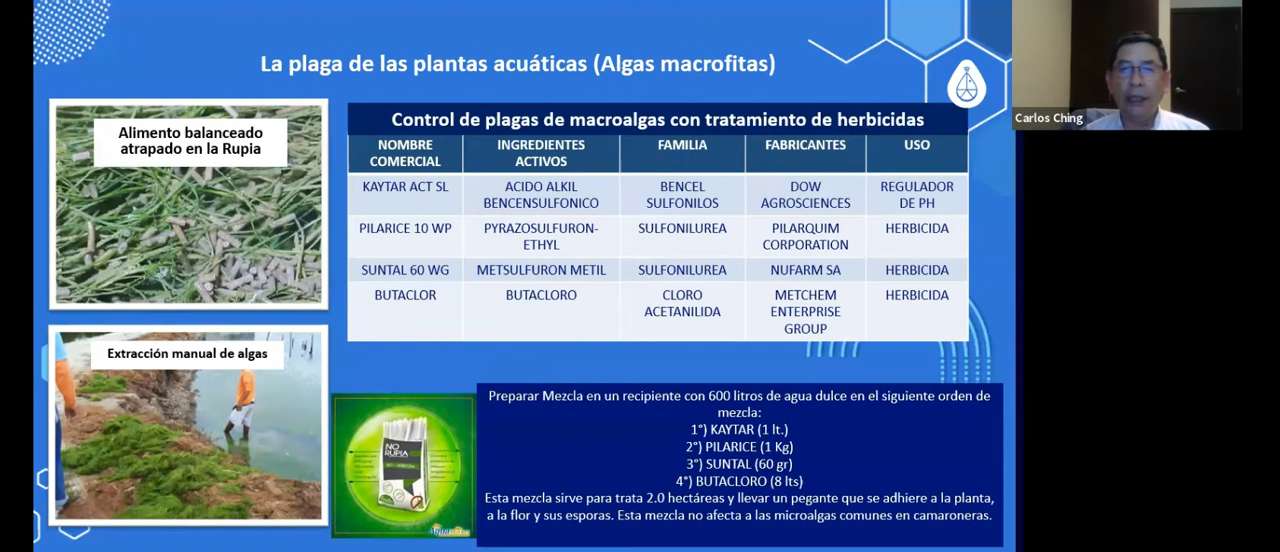 La plaga de las plantas acuáticas (Algas macrofitas)
Carlos Ching
Alimento balanceado
atrapado en la Rupia
Control de plagas de macroalgas con tratamiento de herbicidas
NOMBRE COMERCIAL INGREDIENTES ACTIVOS FAMILIA FABRICANTES USO
KAYTAR ACT SL ACIDO ALKIL BENCENSULFONICO BENCEL SULFONILOS DOW AGROSCIENCES REGULADOR DE PH
PILARICE 10 WP PYRAZOSULFURON-ETHYL SULFONILUREA PILARQUIM CORPORATION HERBICIDA
SUNTAL 60 WG METSULFURON METIL SULFONILUREA NUFARM SA HERBICIDA
BUTACLOR BUTACLORO CLORO ACETANILIDA METCHEM ENTERPRISE GROUP HERBICIDA
Extracción manual de algas
NO
RUPIA
Preparar Mezcla en un recipiente con 600 litros de agua dulce en el siguiente orden de
mezcla:
1°) KAYTAR (1 lt.)
2°) PILARICE (1 Kg)
3°) SUNTAL (60 gr)
4°) BUTACLORO (8 lts)
Esta mezcla sirve para trata 2.0 hectáreas y llevar un pegante que se adhiere a la planta,
a la flor y sus esporas. Esta mezcla no afecta a las microalgas comunes en camaroneras.